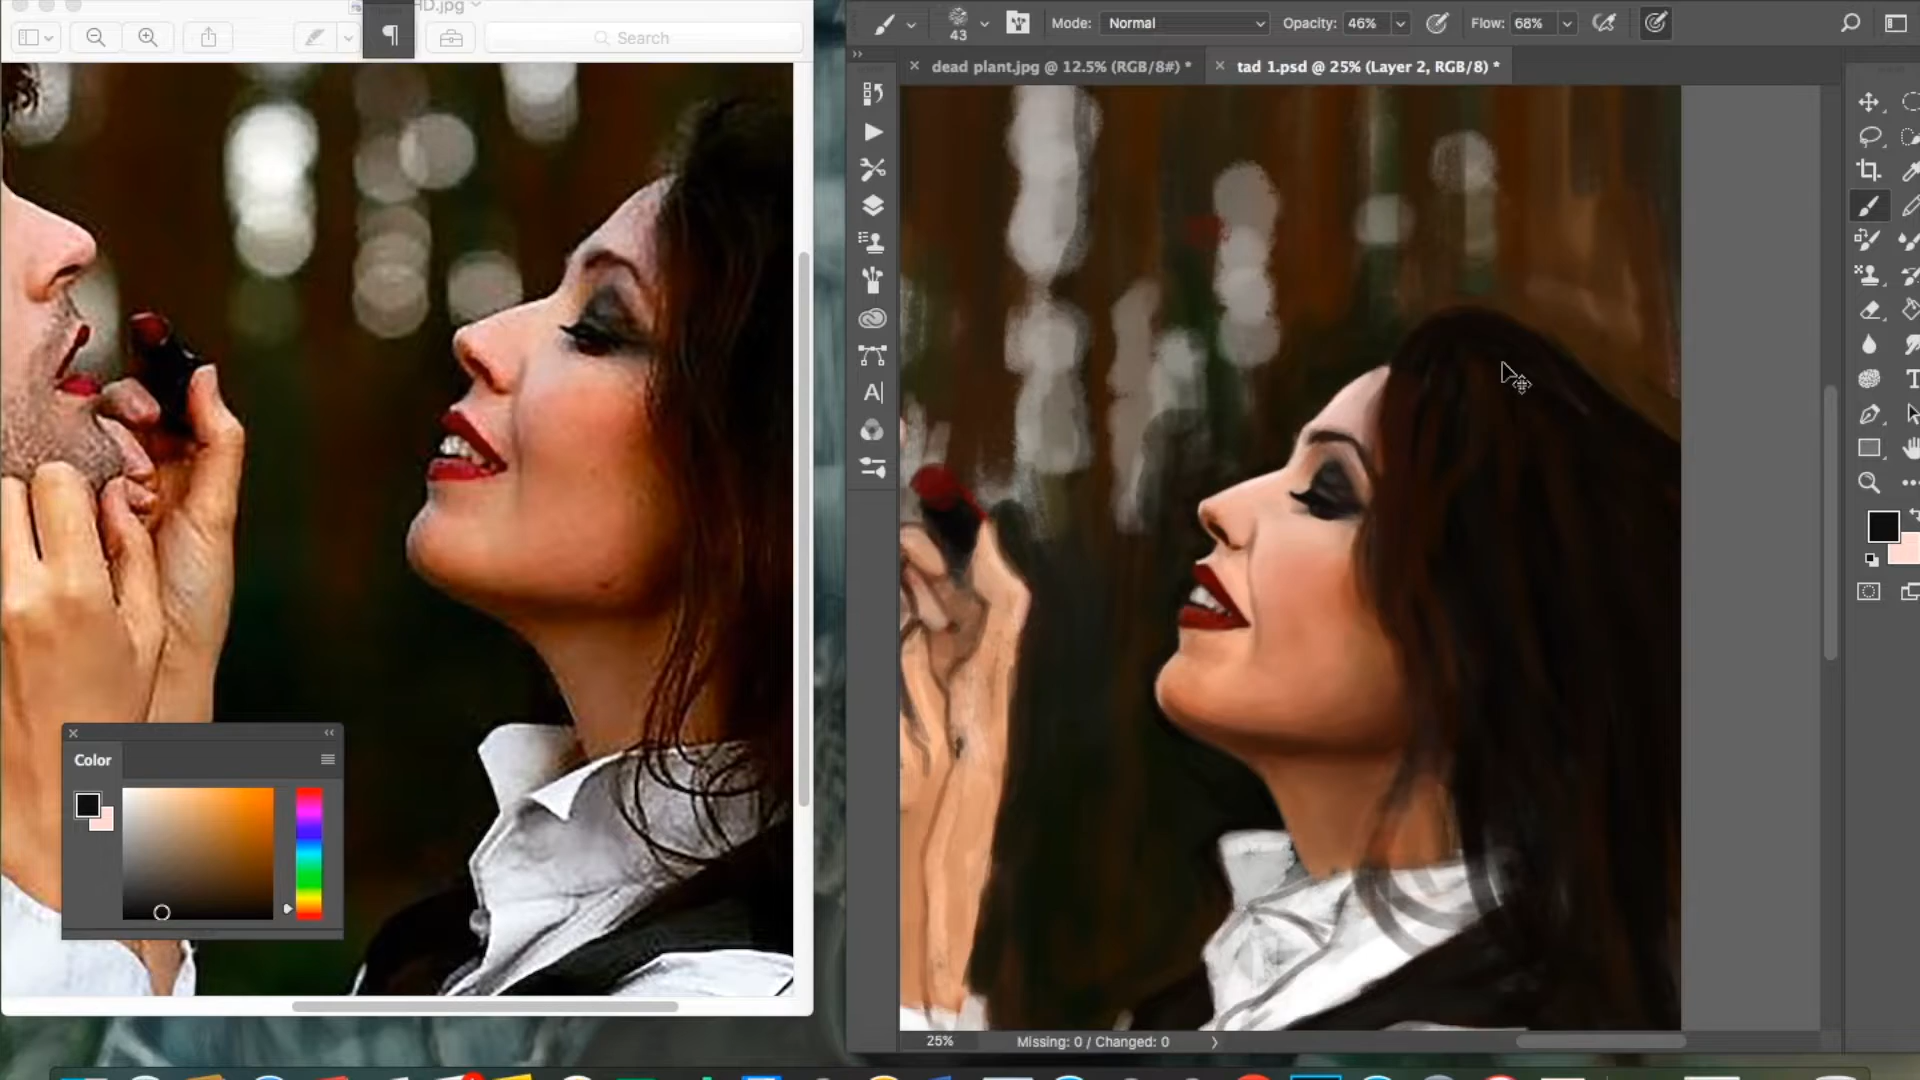 HD.jpg
Search
43
Mode: Normal
Opacity: 46%
Flow: 68%
dead plant.jpg @ 12.5% (RGB/8#) *
tad 1.psd @ 25% (Layer 2, RGB/8) *
Color
25%
Missing: 0 / Changed: 0